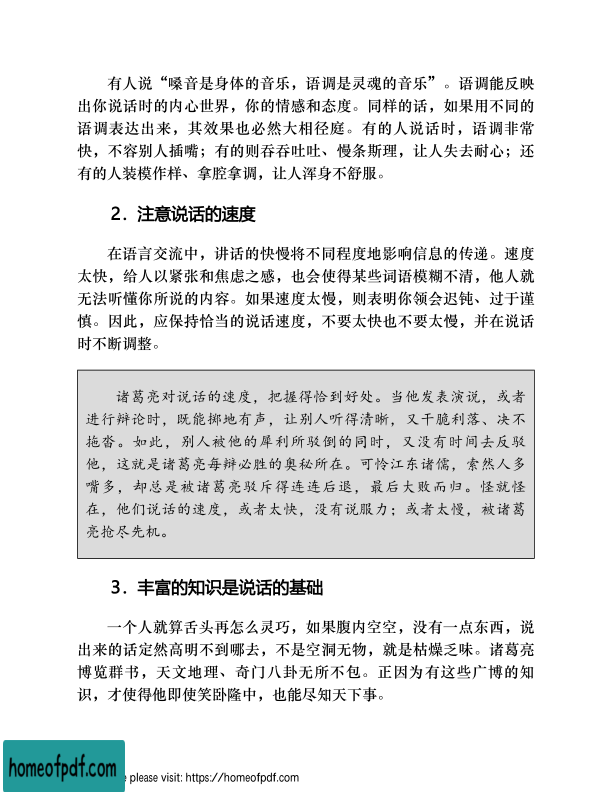 有人说“嗓音是身体的音乐，语调是灵魂的音乐”。语调能反映
出你说话时的内心世界，你的情感和态度。同样的话，如果用不同的
语调表达出来，其效果也必然大相径庭。有的人说话时，语调非常
快，不容别人插嘴；有的则吞吞吐吐、慢条斯理，让人失去耐心；还
有的人装模作样、拿腔拿调，让人浑身不舒服。
2．注意说话的速度
在语言交流中，讲话的快慢将不同程度地影响信息的传递。速度
太快，给人以紧张和焦虑之感，也会使得某些词语模糊不清，他人就
无法听懂你所说的内容。如果速度太慢，则表明你领会迟钝、过于谨
慎。因此，应保持恰当的说话速度，不要太快也不要太慢，并在说话
时不断调整。
诸葛亮对说话的速度，把握得恰到好处。当他发表演说，或者
进行辩论时，既能掷地有声，让别人听得清晰，又干脆利落、决不
拖沓。如此，别人被他的犀利所驳倒的同时，又没有时间去反驳
他，这就是诸葛亮每辩必胜的奥秘所在。可怜江东诸儒，索然人多
嘴多，却总是被诸葛亮驳斥得连连后退，最后大败而归。怪就怪
在，他们说话的速度，或者太快，没有说服力；或者太慢，被诸葛
亮抢尽先机。
3．丰富的知识是说话的基础
一个人就算舌头再怎么灵巧，如果腹内空空，没有一点东西，说
出来的话定然高明不到哪去，不是空洞无物，就是枯燥乏味。诸葛亮
博览群书，天文地理、奇门八卦无所不包。正因为有这些广博的知
识，才使得他即使笑卧隆中，也能尽知天下事。
homeofpdf.com
please visit: https://homeofpdf.com